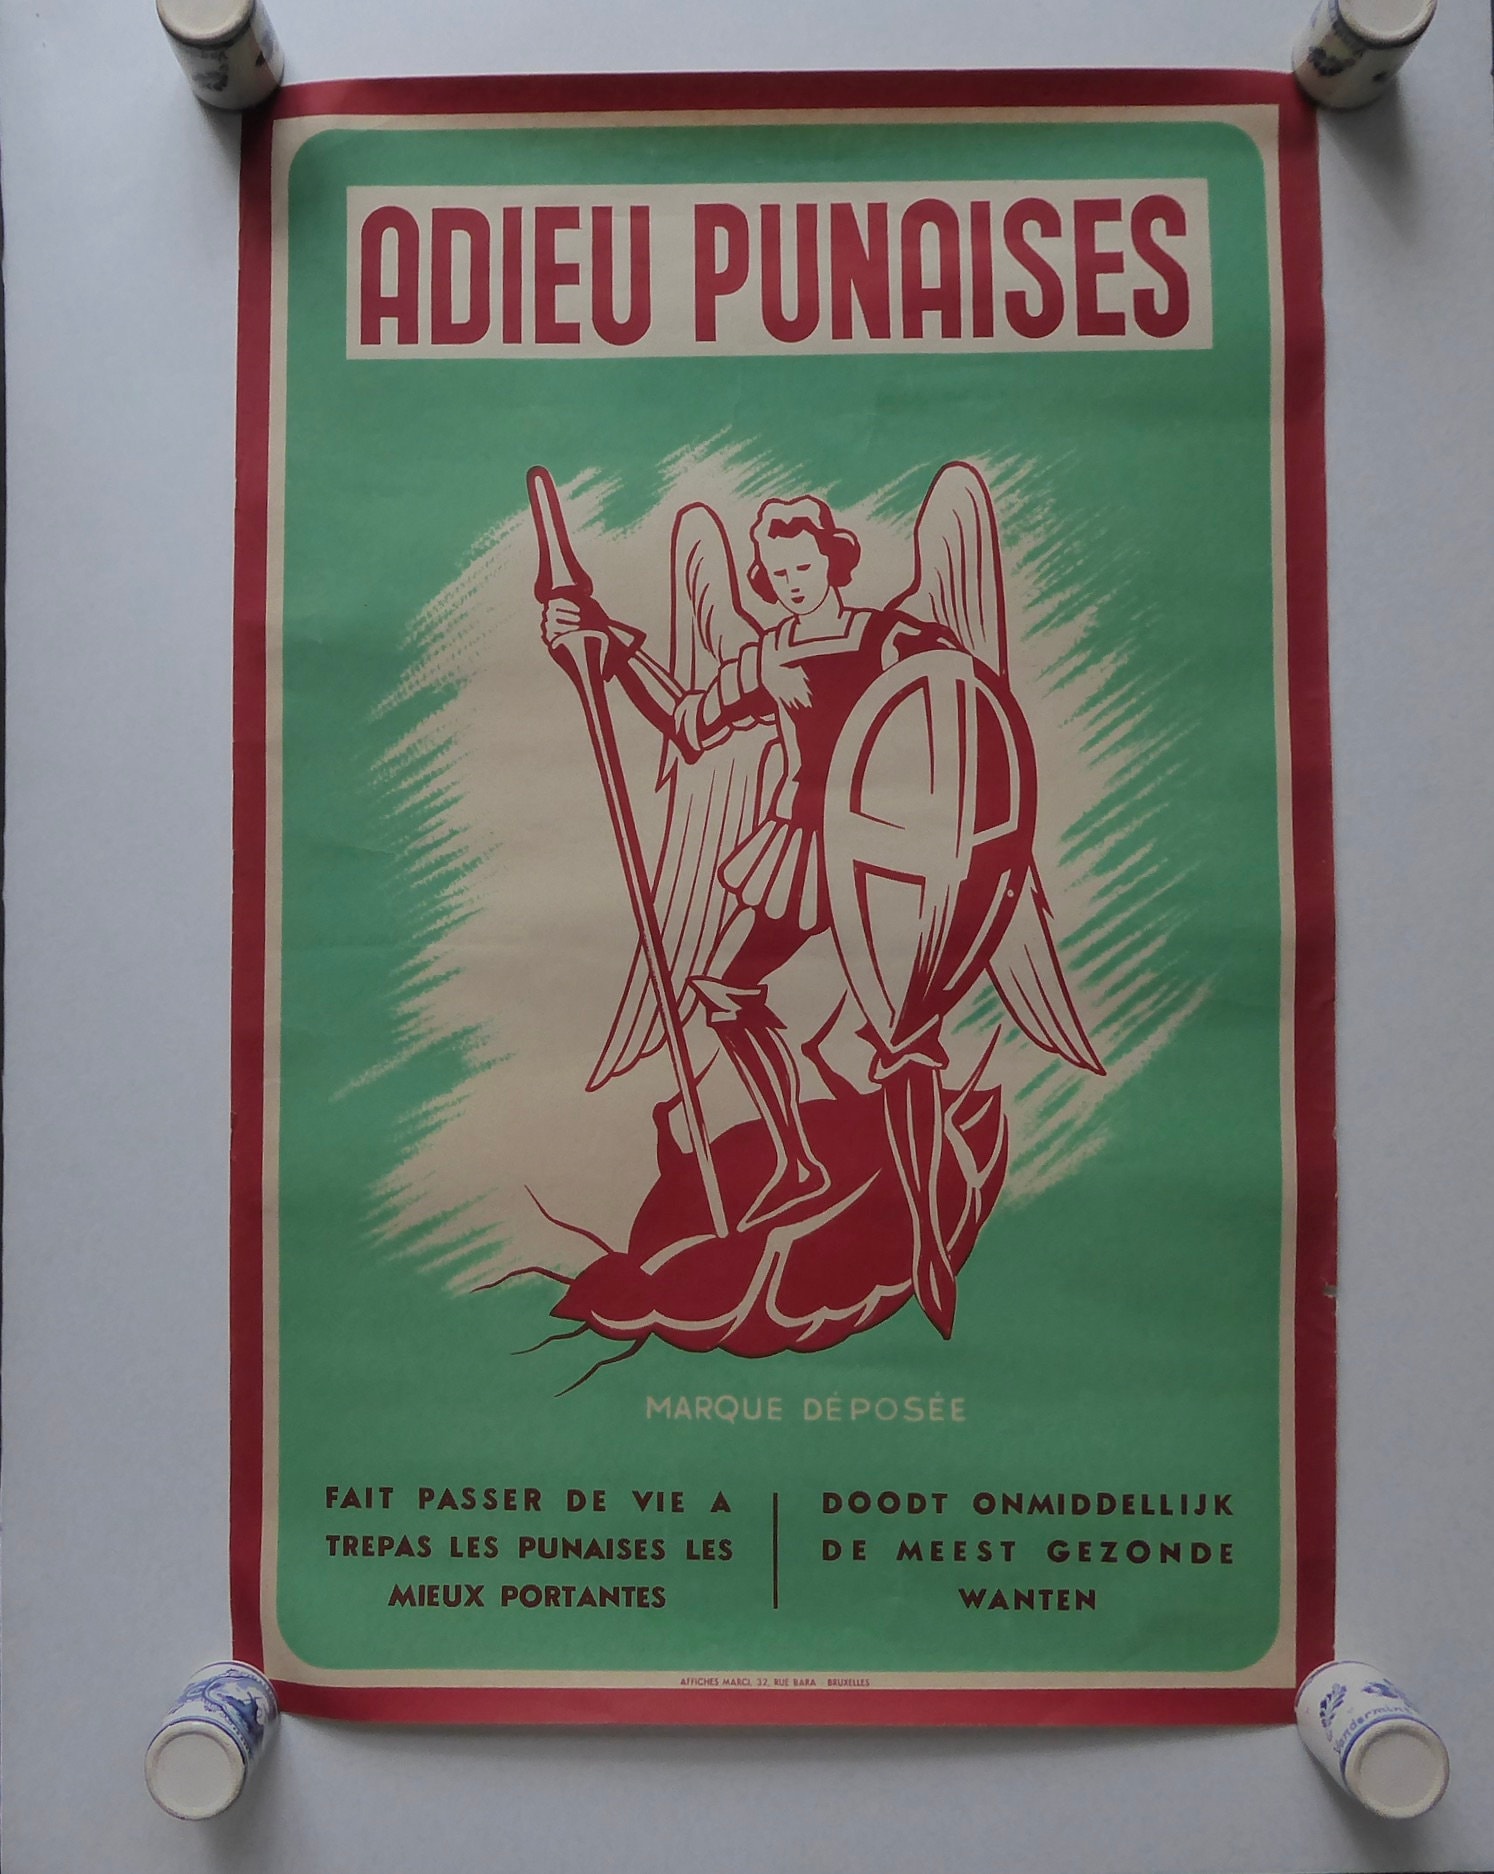 ADIEU PUNAISES
AP
MARQUE DÉPOSÉE
FAIT PASSER DE VIE A
TREPAS LES PUNAISES LES
MIEUX PORTANTES
DOODT ONMIDDELLIJK
DE MEEST GEZONDE
WANTEN
AFFICHES MARCI, 32, RUE BARA - BRUXELLES